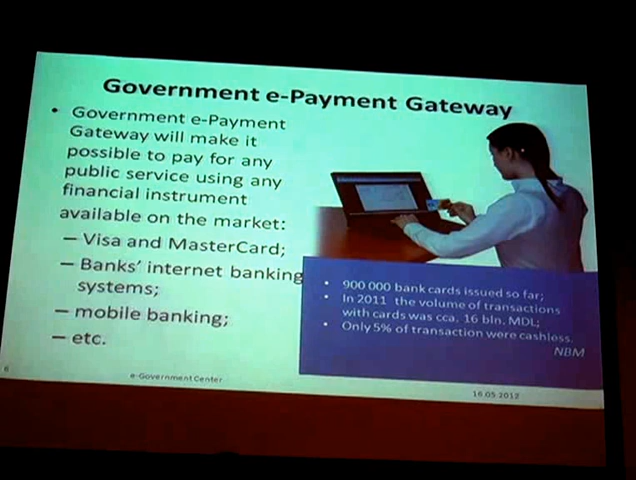 Government e-Payment Gateway
• Government e-Payment
Gateway will make it
possible to pay for any
public service using any
financial instrument
available on the market:
– Visa and MasterCard;
– Banks' internet banking
systems;
– mobile banking;
– etc.
• 900 000 bank cards issued so far;
• In 2011 the volume of transactions
with cards was cca. 16 bln. MDL;
• Only 5% of transaction were cashless.
NBM
6
e-Government Center
16.05.2012